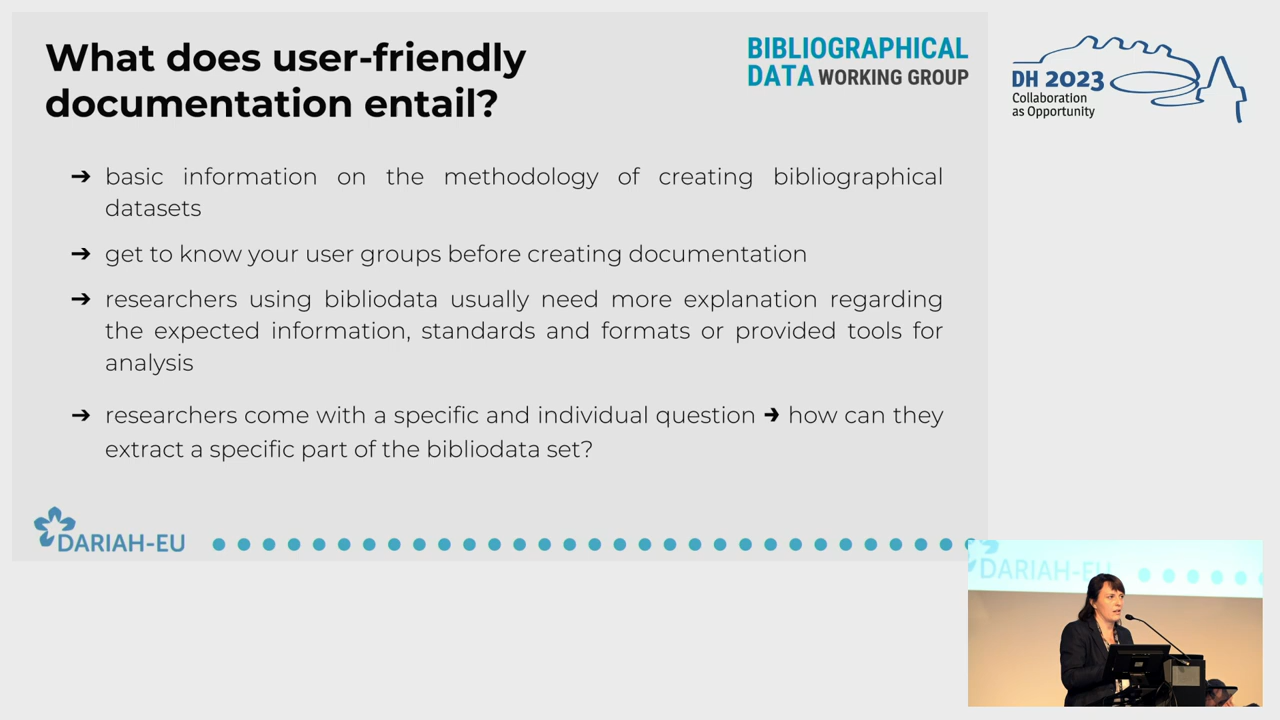 What does user-friendly
documentation entail?
BIBLIOGRAPHICAL
DATA WORKING GROUP
DH 2023
Collaboration
as Opportunity
➔ basic information on the methodology of creating bibliographical
datasets
➔ get to know your user groups before creating documentation
➔ researchers using bibliodata usually need more explanation regarding
the expected information, standards and formats or provided tools for
analysis
➔ researchers come with a specific and individual question ➔ how can they
extract a specific part of the bibliodata set?
DARIAH-EU
DARIAH-EU